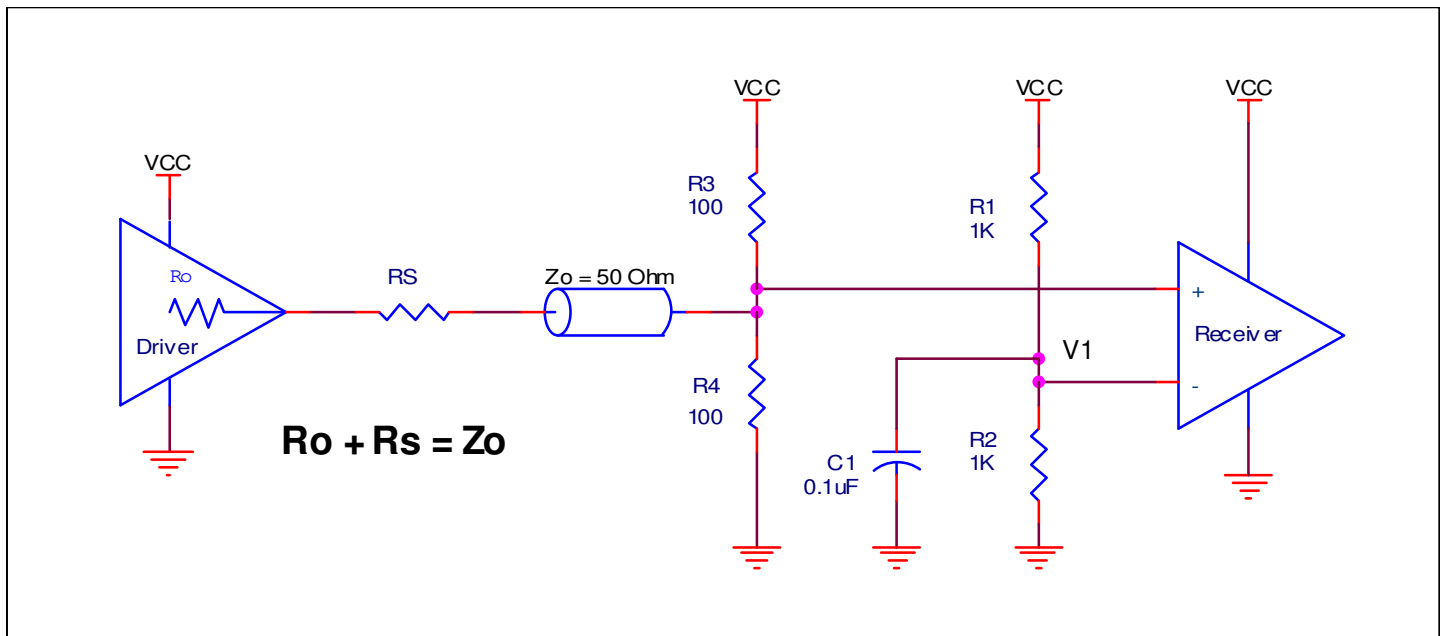 VCC
VCC
VCC
VCC
R3
100
R1
1K
Ro
RS
Zo = 50 Ohm
+
Driver
Receiver
V1
-
R4
100
Ro + Rs = Zo
R2
1K
C1
0.1uF